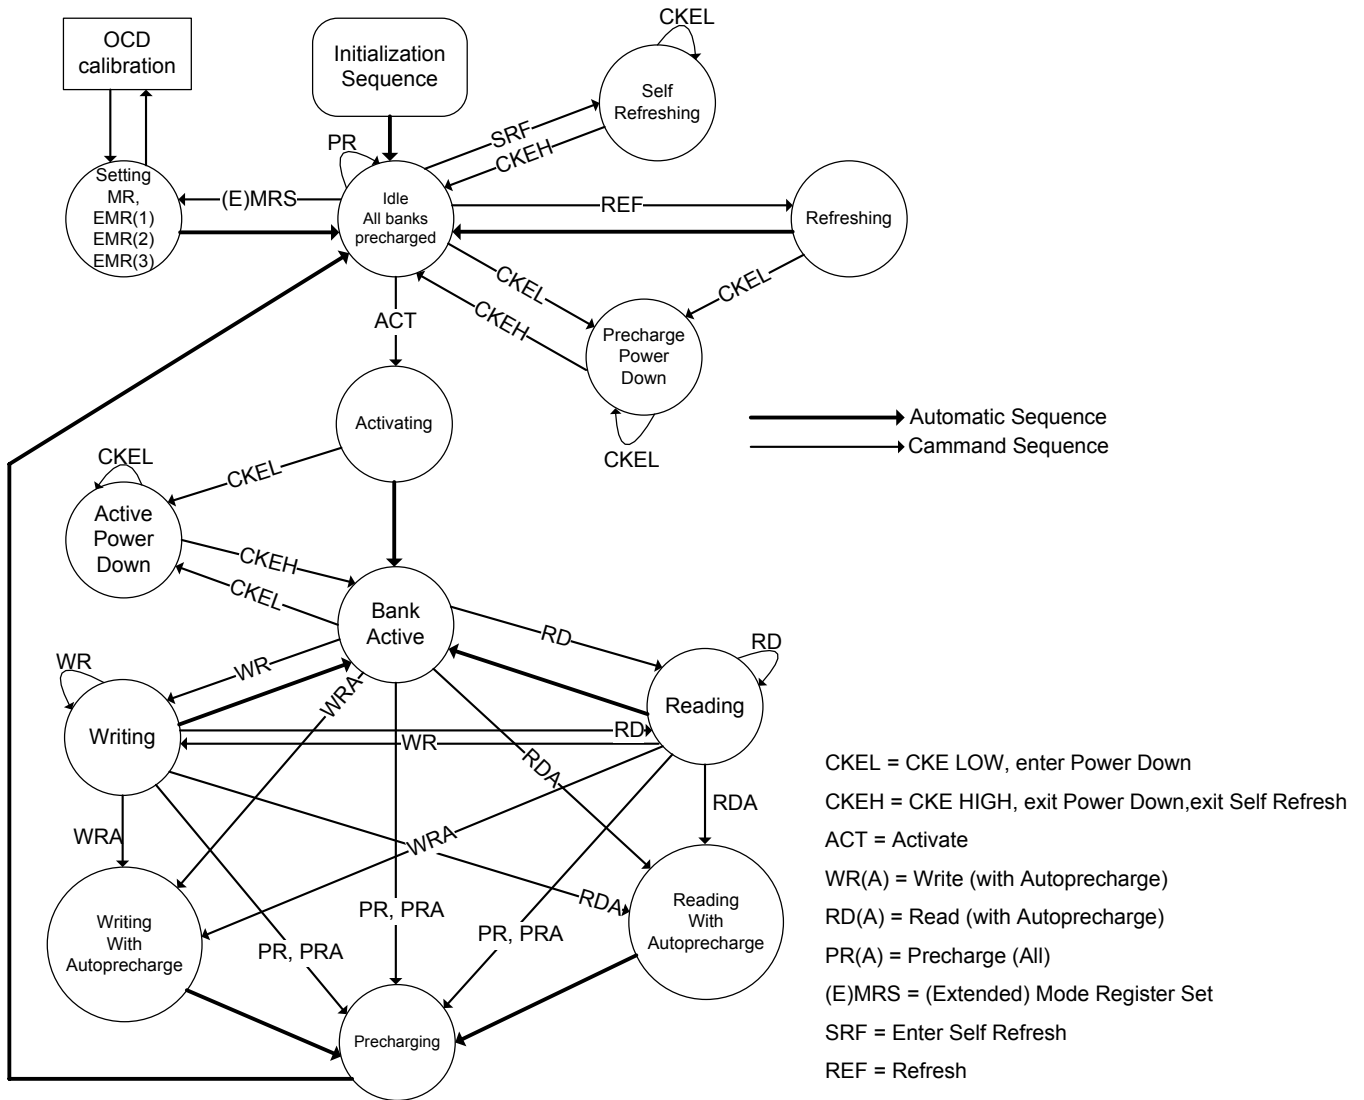 OCD
calibration
Initialization
Sequence
CKEL
Self
Refreshing
SRF
CKEH
PR
Setting
MR,
EMR(1)
EMR(2)
EMR(3)
(E)MRS
Idle
All banks
precharged
REF
Refreshing
CKEL
CKEH
CKEL
ACT
Precharge
Power
Down
CKEL
Activating
Automatic Sequence
Cammand Sequence
CKEL
CKEL
Active
Power
Down
CKEH
CKEL
Bank
Active
RD
WR
WR
RD
WRA
Writing
Reading
RD
WR
RDA
RDA
WRA
WRA
RDA
PR, PRA
PR, PRA
PR, PRA
Writing
With
Autoprecharge
Reading
With
Autoprecharge
Precharging
CKEL = CKE LOW, enter Power Down
CKEH = CKE HIGH, exit Power Down,exit Self Refresh
ACT = Activate
WR(A) = Write (with Autoprecharge)
RD(A) = Read (with Autoprecharge)
PR(A) = Precharge (All)
(E)MRS = (Extended) Mode Register Set
SRF = Enter Self Refresh
REF = Refresh